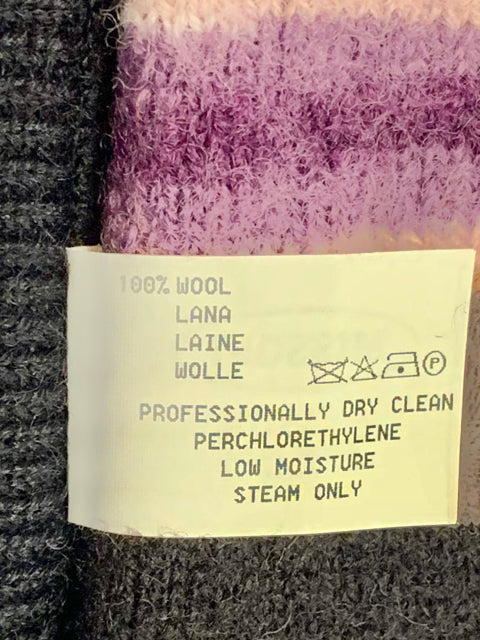 100% WOOL
LANA
LAINE
WOLLE
P
PROFESSIONALLY DRY CLEAN
PERCHLORETHYLENE
LOW MOISTURE
STEAM ONLY